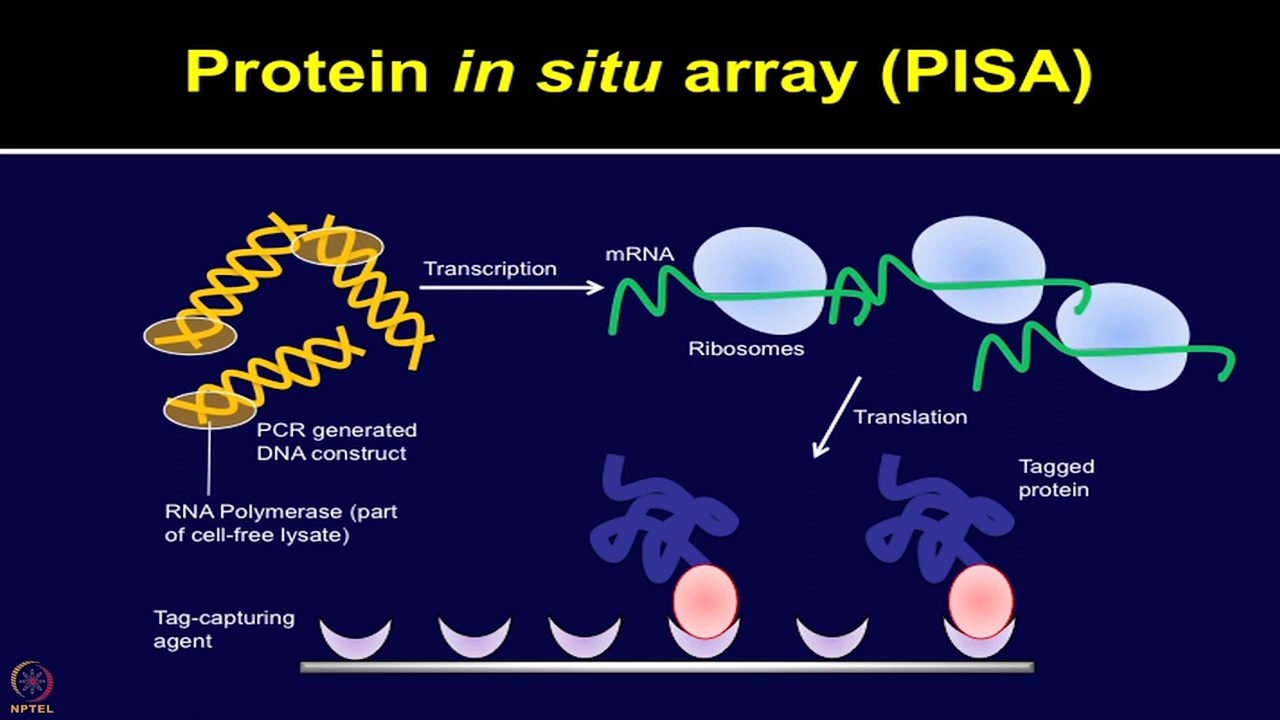 Protein in situ array (PISA)
Transcription
mRNA
Ribosomes
PCR generated
DNA construct
RNA Polymerase (part
of cell-free lysate)
Translation
Tagged
protein
Tag-capturing
agent
NPTEL